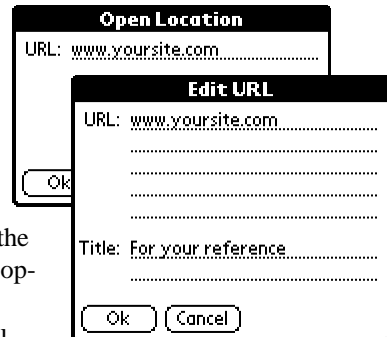 Open Location
URL: www.yoursite.com
Ok
Edit URL
URL: www.yoursite.com
Title: For your reference
Ok Cancel
the
op-